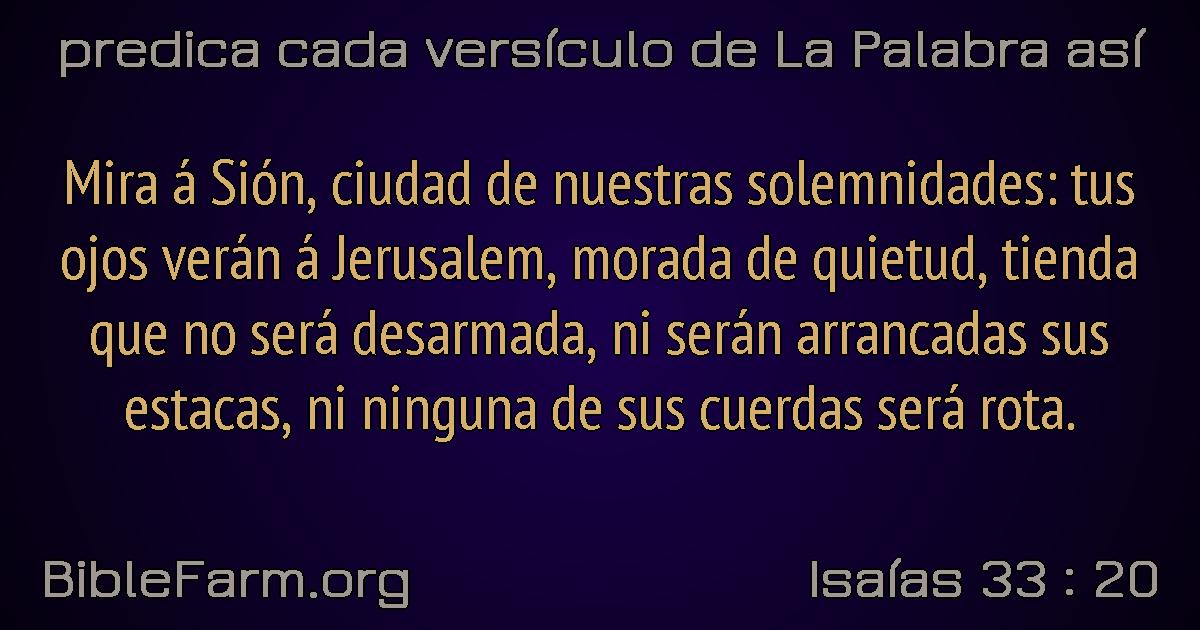 predica cada versículo de La Palabra así
Mira á Sión, ciudad de nuestras solemnidades: tus
ojos verán á Jerusalem, morada de quietud, tienda
que no será desarmada, ni serán arrancadas sus
estacas, ni ninguna de sus cuerdas será rota.
BibleFarm.org
Isaías 33 : 20